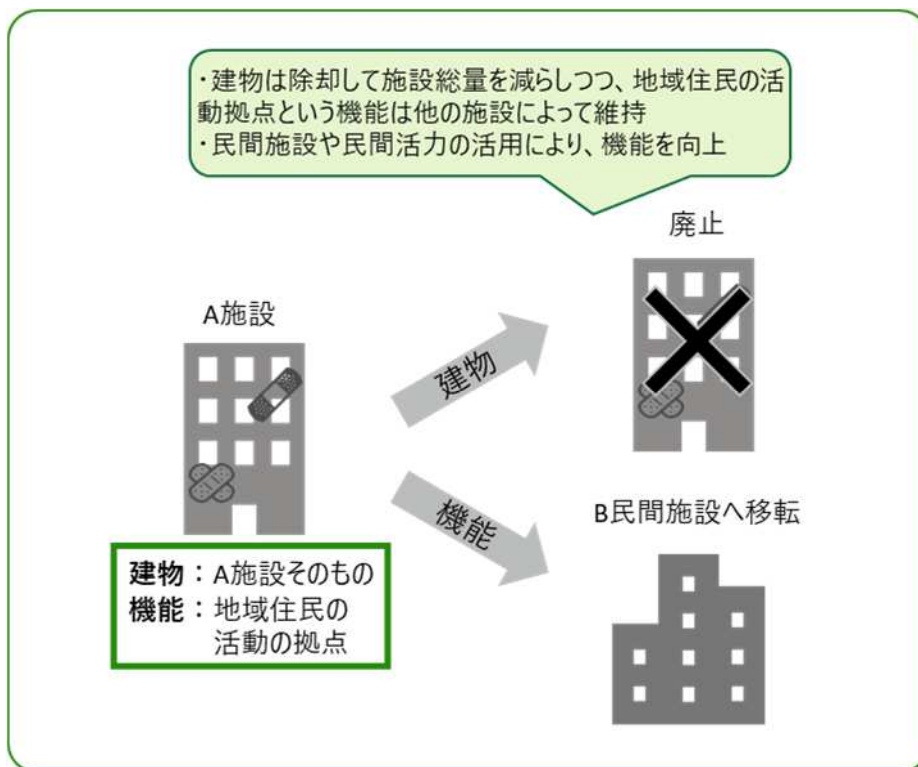 ・建物は除却して施設総量を減らしつつ、地域住民の活
動拠点という機能は他の施設によって維持
・民間施設や民間活力の活用により、機能を向上
廃止
A施設
建物
機能
B民間施設へ移転
建物：A施設そのもの
機能：地域住民の
活動の拠点